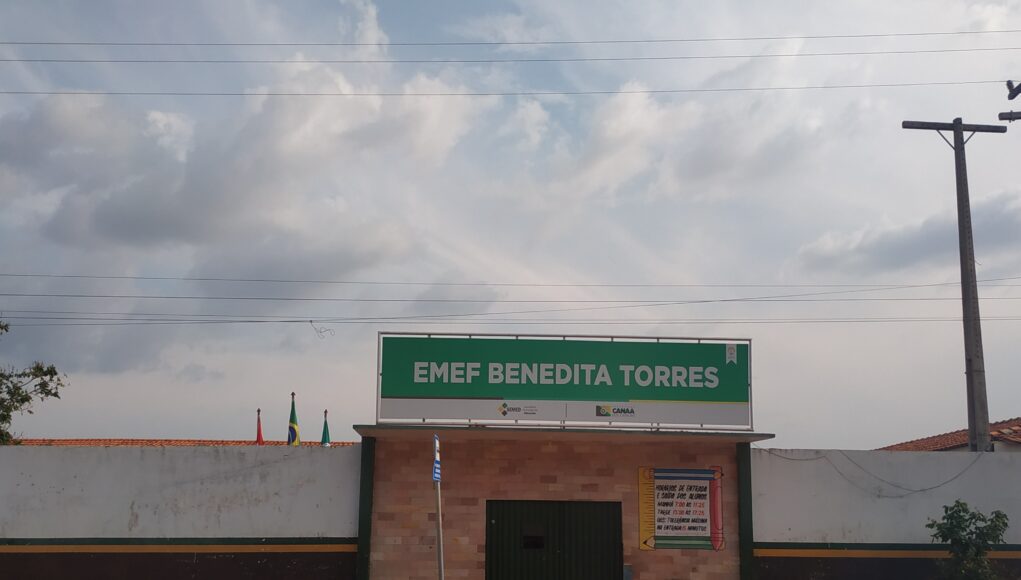 EMEF BENEDITA TORRES
SEMED
CANAÃ
HORÁRIOS DE ENTRADA
E SAÍDA DOS ALUNOS
MANHÃ 7:00 ÀS 11:25
TARDE 13:00 ÀS 17:25
OBS: TOLERÂNCIA MÁXIMA
NA ENTRADA 15 MINUTOS